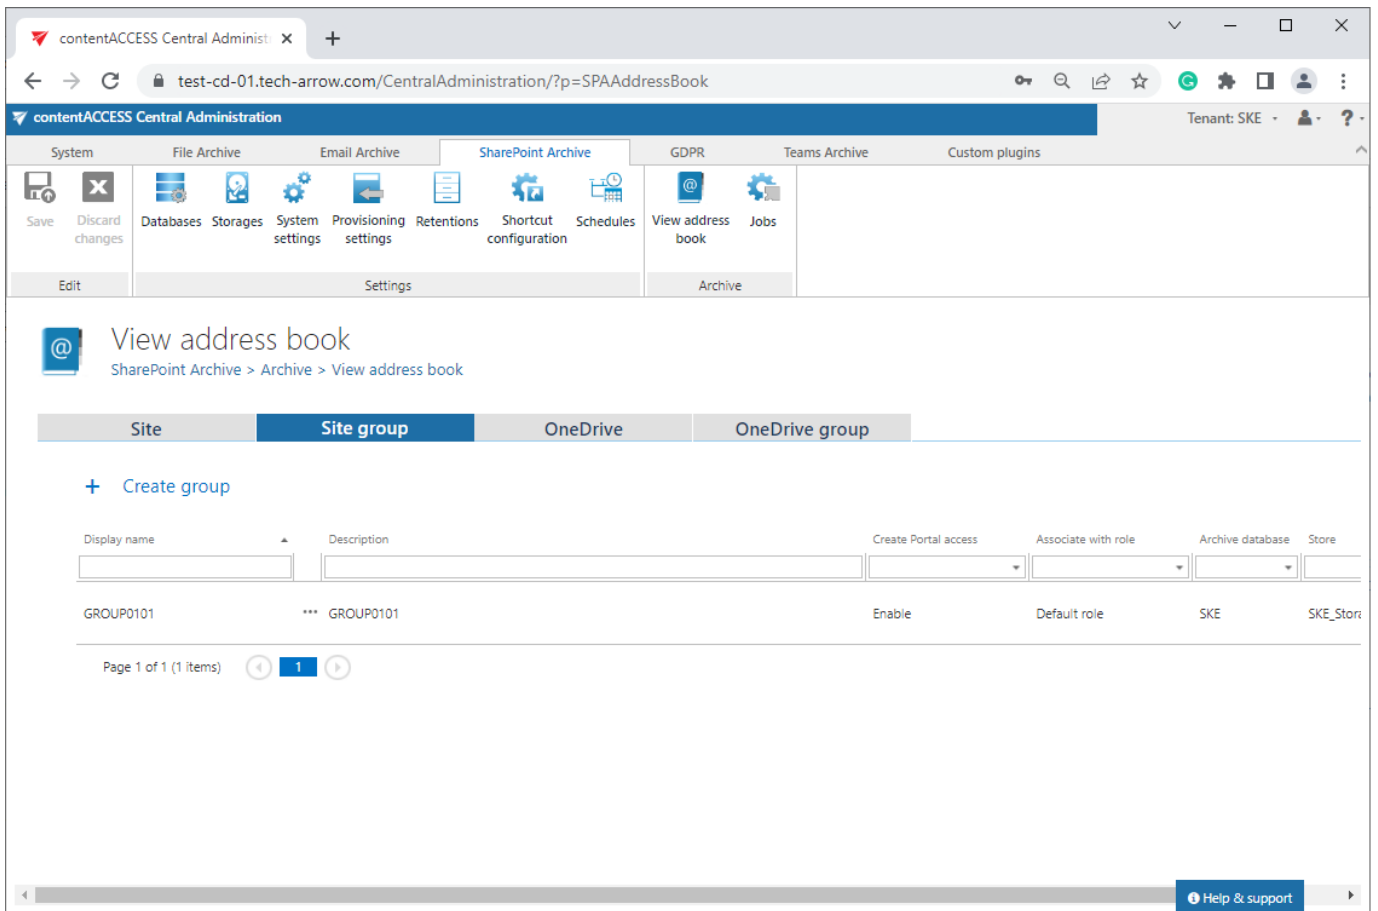 contentACCESS Central Administ
test-cd-01.tech-arrow.com/CentralAdministration/?p=SPAAddressBook
contentACCESS Central Administration
Tenant: SKE
?
System File Archive Email Archive SharePoint Archive GDPR Teams Archive Custom plugins
Save
Discard changes
Databases
Storages
System settings
Provisioning settings
Retentions
Shortcut configuration
Schedules
View address book
Jobs
Edit Settings Archive
View address book
SharePoint Archive > Archive > View address book
Site Site group OneDrive OneDrive group
+ Create group
Display name Description Create Portal access Associate with role Archive database Store
GROUP0101 ••• GROUP0101 Enable Default role SKE SKE_Stora
Page 1 of 1 (1 items) 1
Help & support